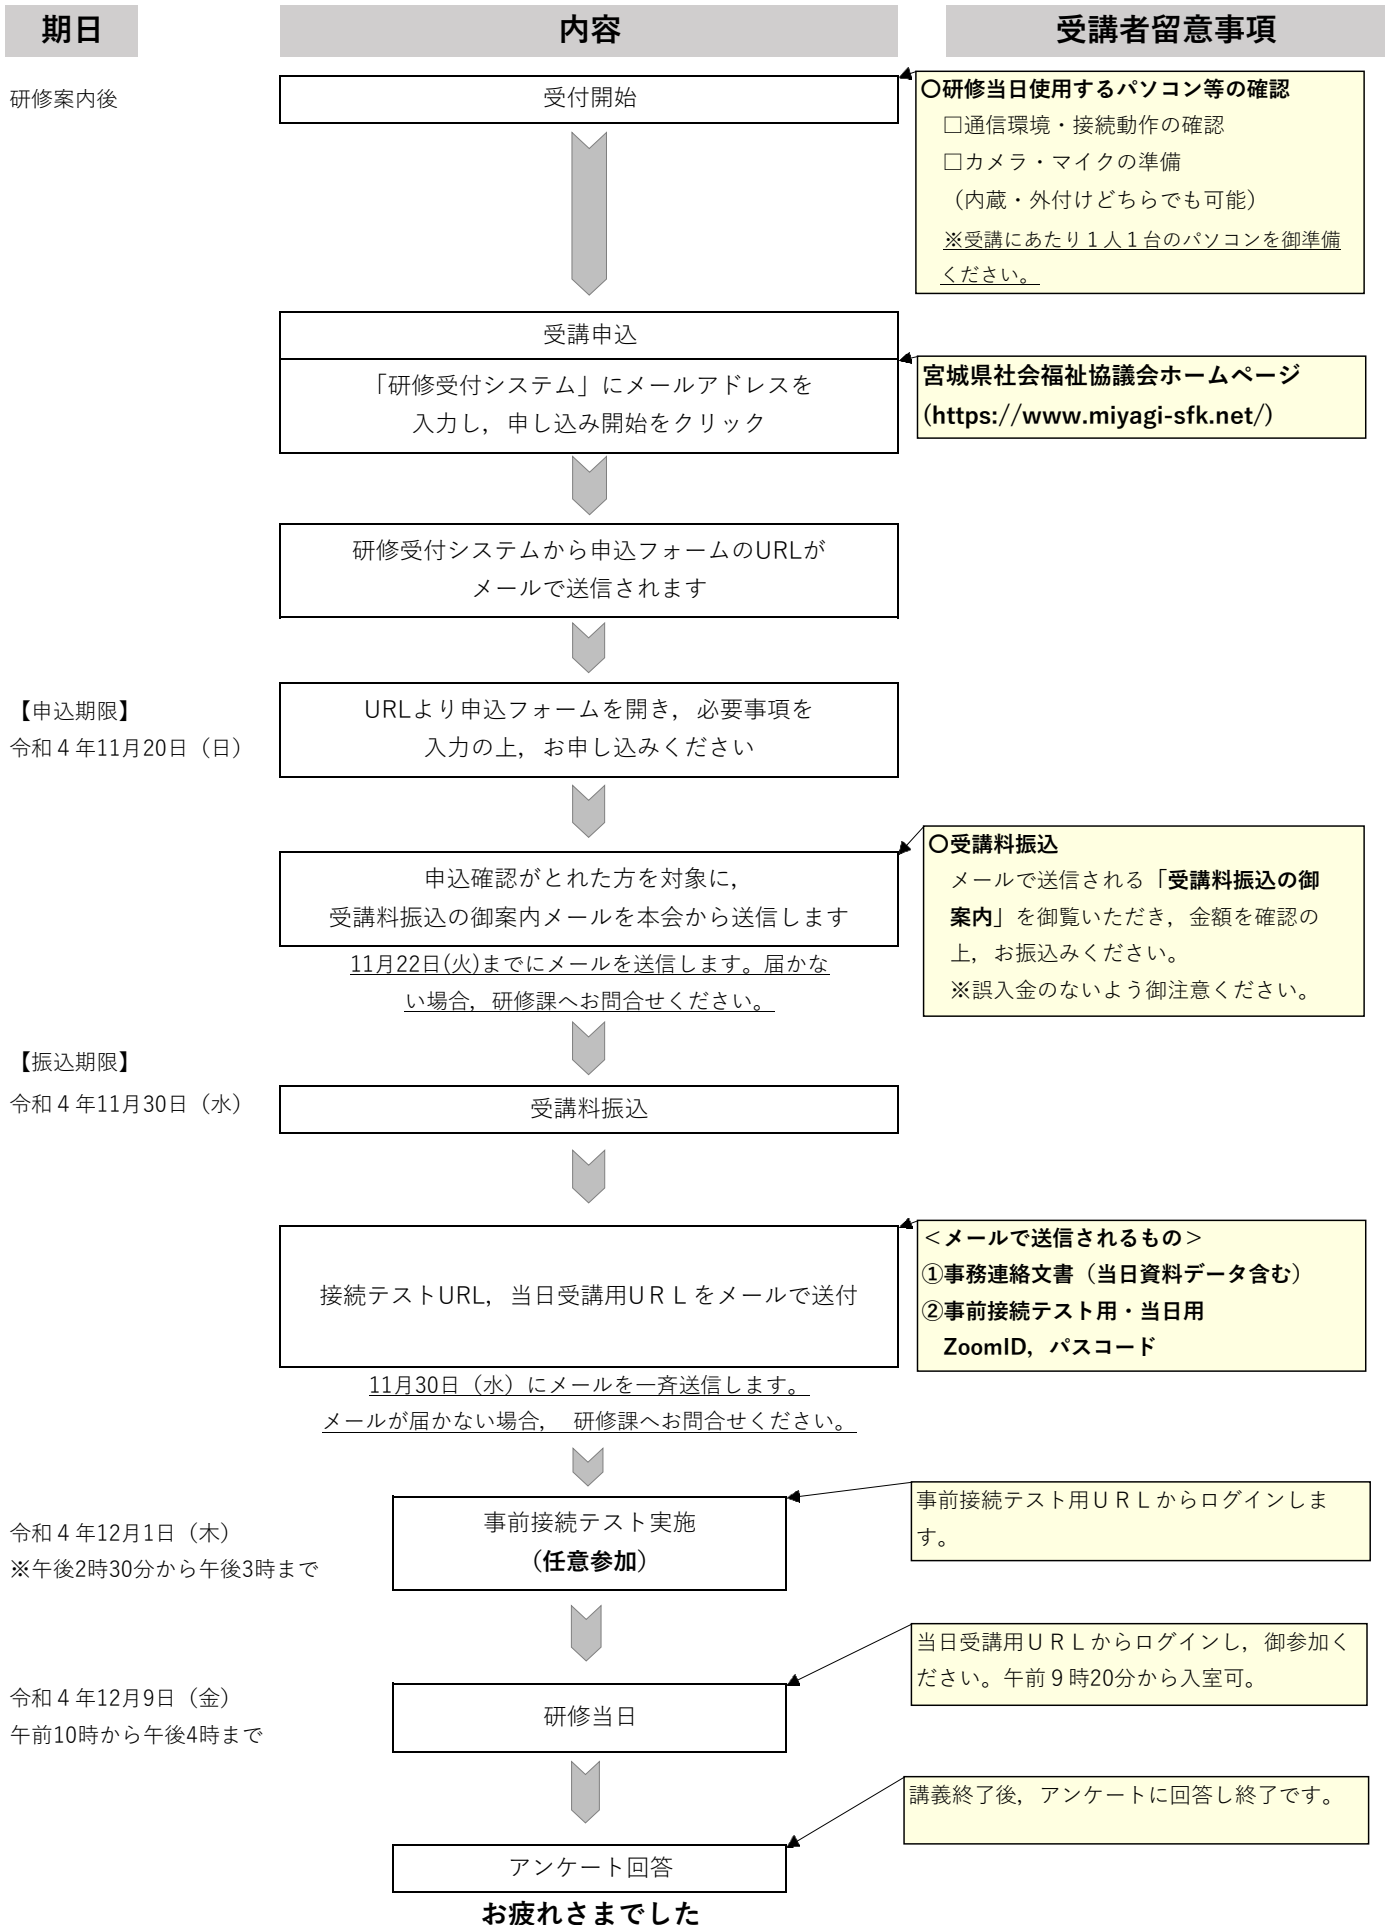 期日
内容
受講者留意事項
研修案内後
受付開始
〇研修当日使用するパソコン等の確認
□通信環境・接続動作の確認
□カメラ・マイクの準備
（内蔵・外付けどちらでも可能）
※受講にあたり１人１台のパソコンを御準備
ください。
受講申込
「研修受付システム」にメールアドレスを
入力し，申し込み開始をクリック
宮城県社会福祉協議会ホームページ
(https://www.miyagi-sfk.net/)
研修受付システムから申込フォームのURLが
メールで送信されます
【申込期限】
令和４年11月20日（日）
URLより申込フォームを開き，必要事項を
入力の上，お申し込みください
申込確認がとれた方を対象に，
受講料振込の御案内メールを本会から送信します
11月22日(火)までにメールを送信します。届かな
い場合，研修課へお問合せください。
〇受講料振込
メールで送信される「受講料振込の御
案内」を御覧いただき，金額を確認の
上，お振込みください。
※誤入金のないよう御注意ください。
【振込期限】
令和４年11月30日（水）
受講料振込
接続テストURL，当日受講用ＵＲＬをメールで送付
11月30日（水）にメールを一斉送信します。
メールが届かない場合，　研修課へお問合せください。
＜メールで送信されるもの＞
①事務連絡文書（当日資料データ含む）
②事前接続テスト用・当日用
ZoomID，パスコード
令和４年12月1日（木）
※午後2時30分から午後3時まで
事前接続テスト実施
（任意参加）
事前接続テスト用ＵＲＬからログインしま
す。
令和４年12月9日（金）
午前10時から午後4時まで
研修当日
当日受講用ＵＲＬからログインし，御参加く
ださい。午前９時20分から入室可。
講義終了後，アンケートに回答し終了です。
アンケート回答
お疲れさまでした